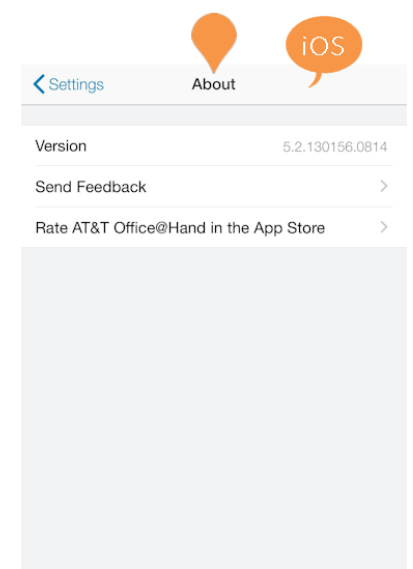 iOS
Settings About
Version 5.2.130156.0814
Send Feedback
Rate AT&T Office@Hand in the App Store